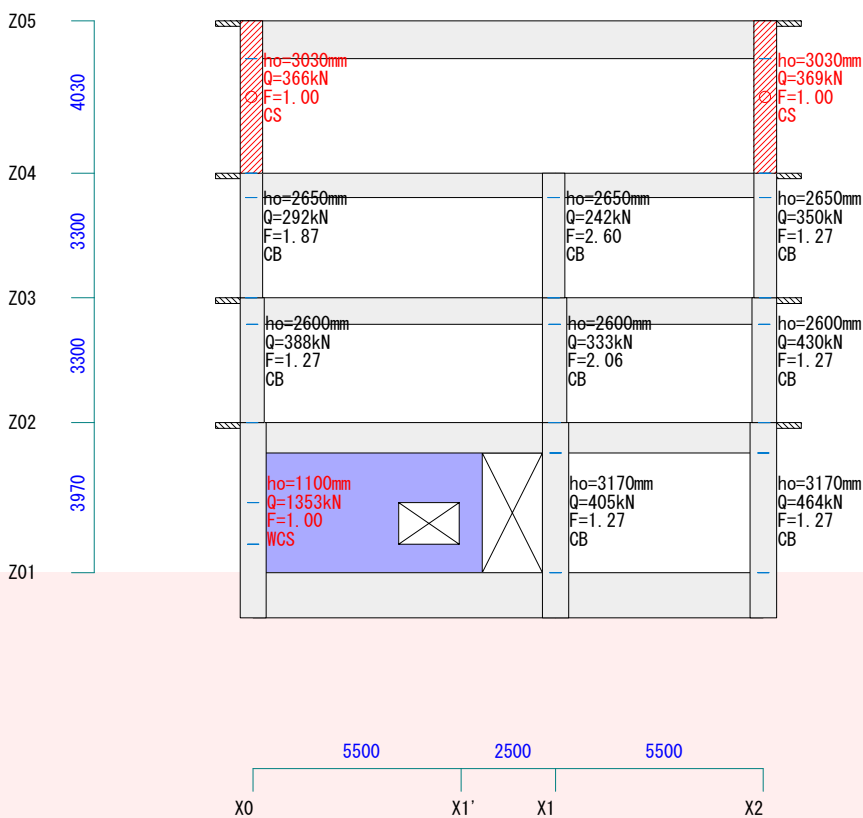 Z05
4030
ho=3030mm
Q=366kN
F=1.00
CS
ho=3030mm
Q=369kN
F=1.00
CS
Z04
3300
ho=2650mm
Q=292kN
F=1.87
CB
ho=2650mm
Q=242kN
F=2.60
CB
ho=2650mm
Q=350kN
F=1.27
CB
Z03
3300
ho=2600mm
Q=388kN
F=1.27
CB
ho=2600mm
Q=333kN
F=2.06
CB
ho=2600mm
Q=430kN
F=1.27
CB
Z02
3970
ho=1100mm
Q=1353kN
F=1.00
WCS
ho=3170mm
Q=405kN
F=1.27
CB
ho=3170mm
Q=464kN
F=1.27
CB
Z01
5500
2500
5500
X0
X1'
X1
X2